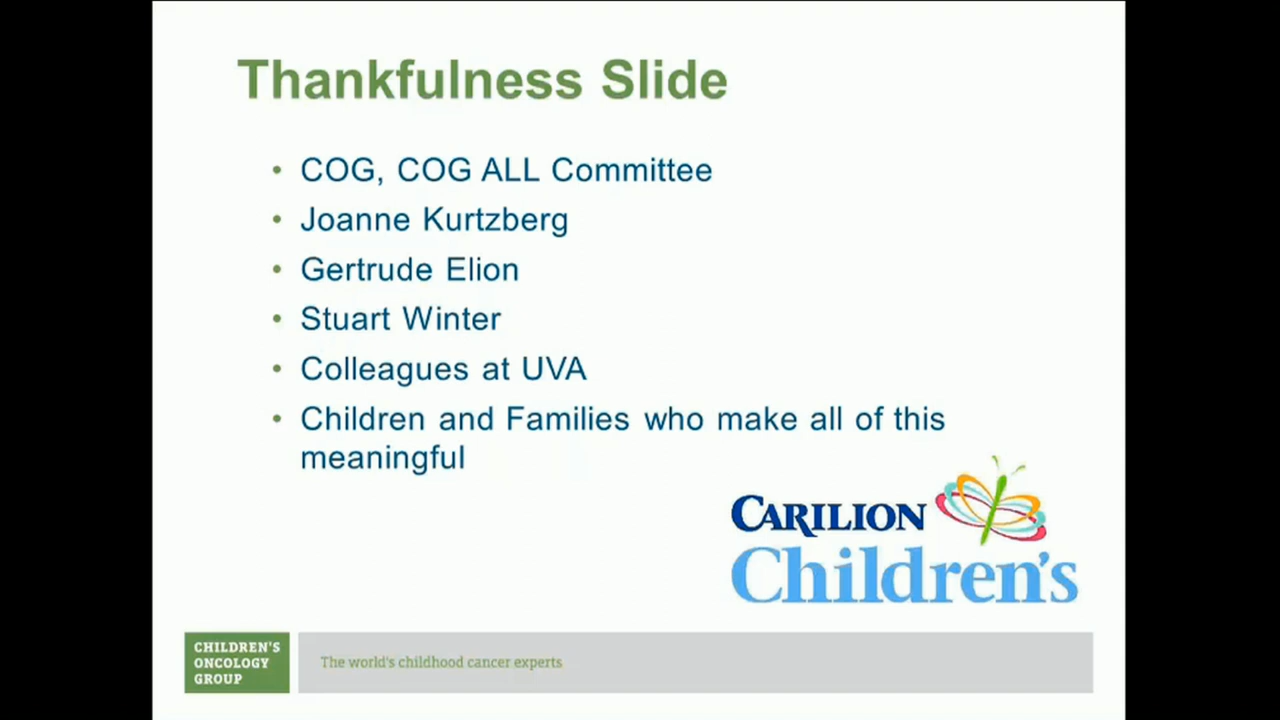 Thankfulness Slide
• COG, COG ALL Committee
• Joanne Kurtzberg
• Gertrude Elion
• Stuart Winter
• Colleagues at UVA
• Children and Families who make all of this
meaningful
CARILION
Children's
CHILDREN'S
ONCOLOGY
GROUP
The world's childhood cancer experts